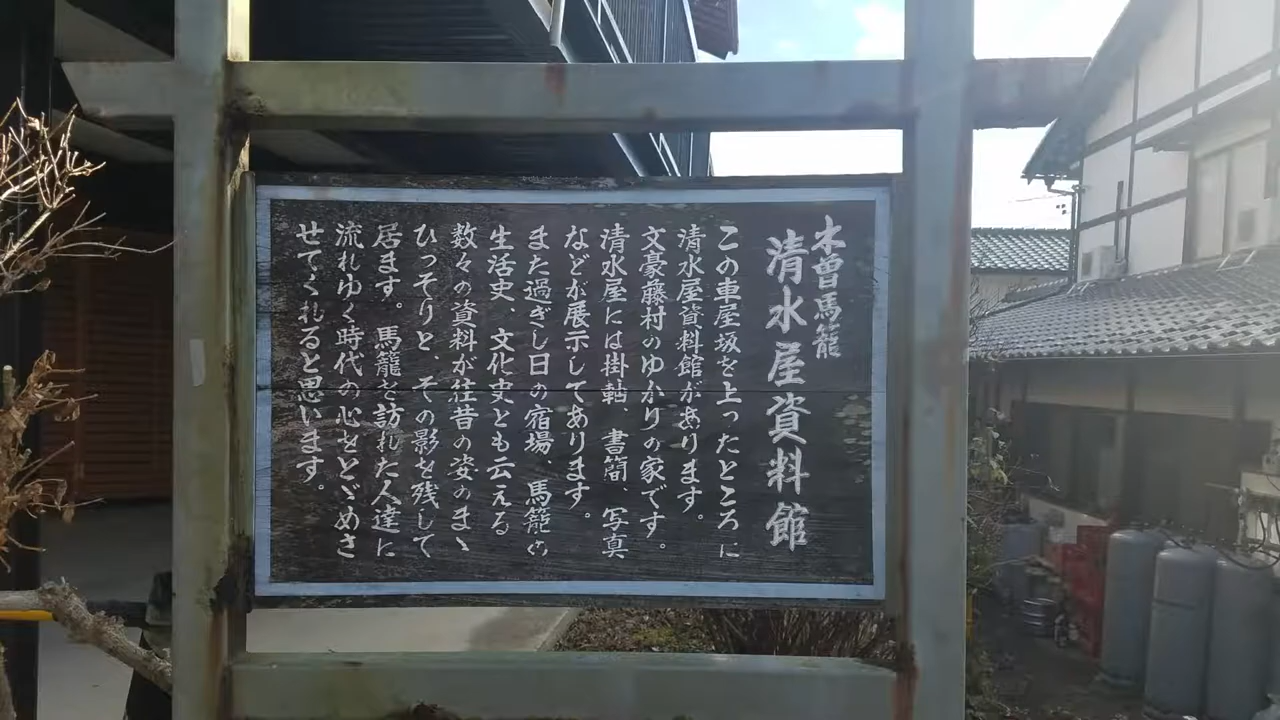 木曽馬籠
清水屋資料館
この車屋坂を上ったところに
清水屋資料館があります。
文豪藤村のゆかりの家です。
清水屋には掛軸、書簡、写真
などが展示してあります。
また過ぎし日の宿場、馬籠の
生活史、文化史とも云える
数々の資料が往昔の姿のまゝ
ひっそりと、その影を残して
居ます。馬籠を訪れた人達に
流れゆく時代の心をとゞめさ
せてくれると思います。